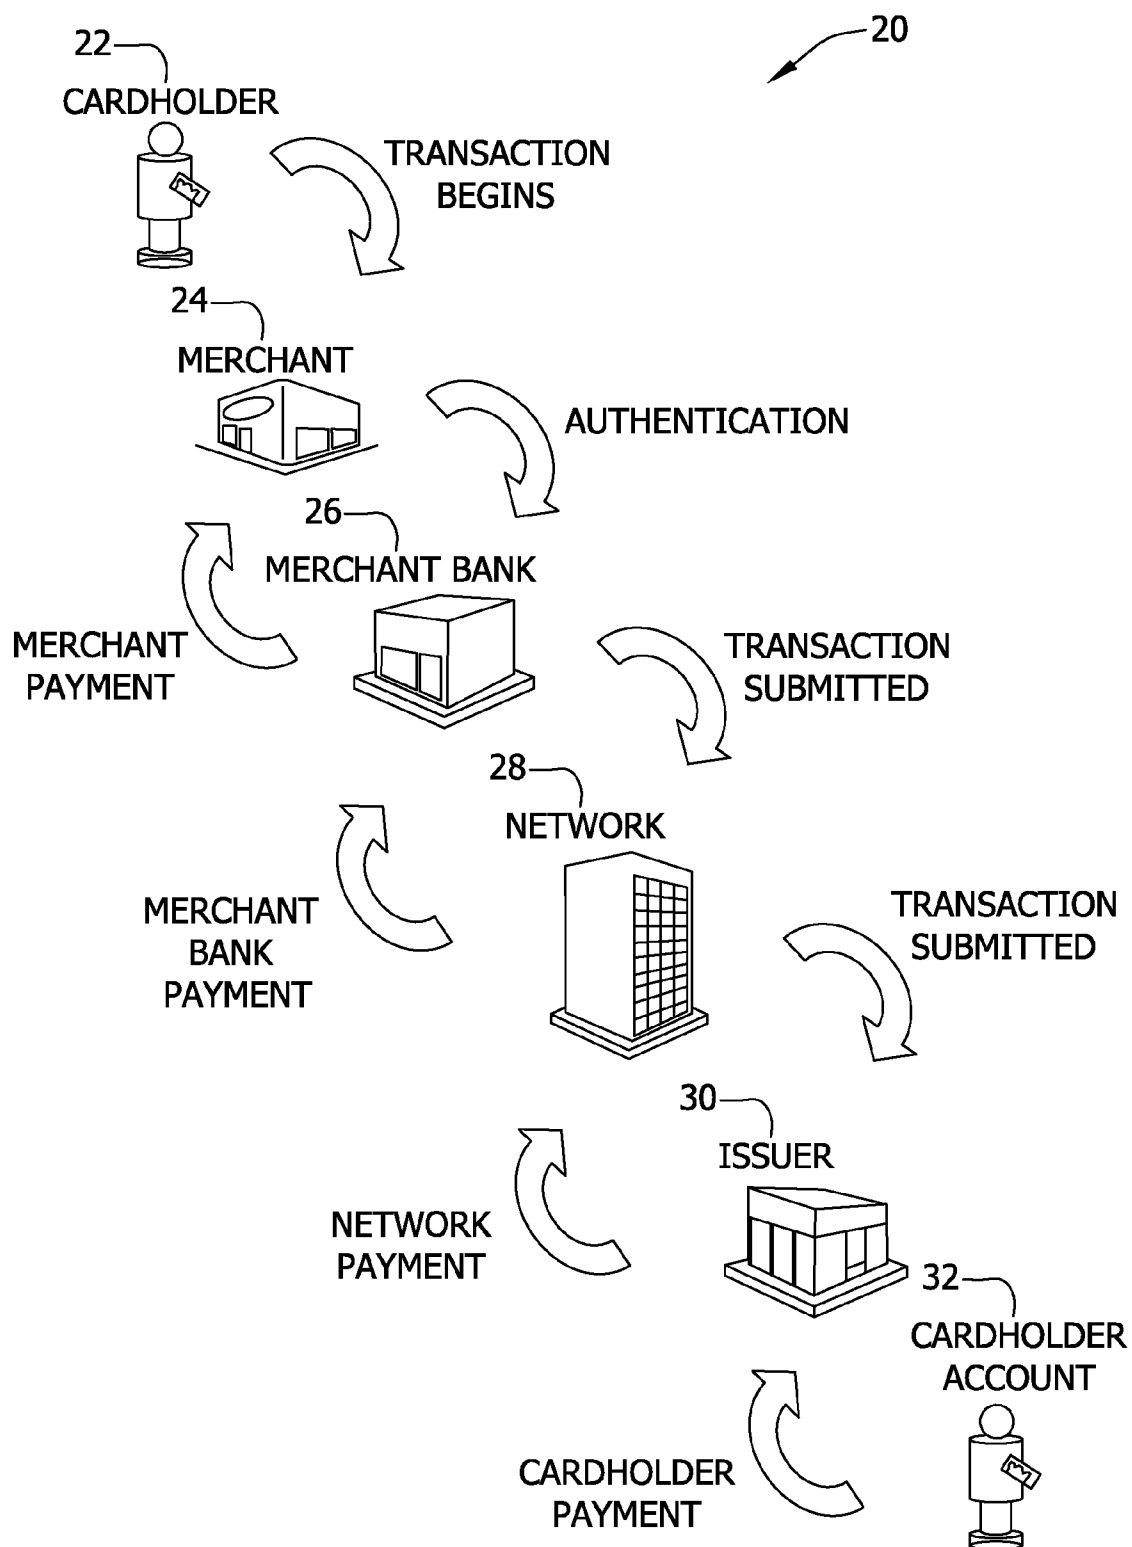 22
20
CARDHOLDER
TRANSACTION
BEGINS
24
MERCHANT
AUTHENTICATION
26
MERCHANT BANK
MERCHANT
PAYMENT
TRANSACTION
SUBMITTED
28
NETWORK
MERCHANT
BANK
PAYMENT
TRANSACTION
SUBMITTED
30
ISSUER
NETWORK
PAYMENT
32
CARDHOLDER
ACCOUNT
CARDHOLDER
PAYMENT